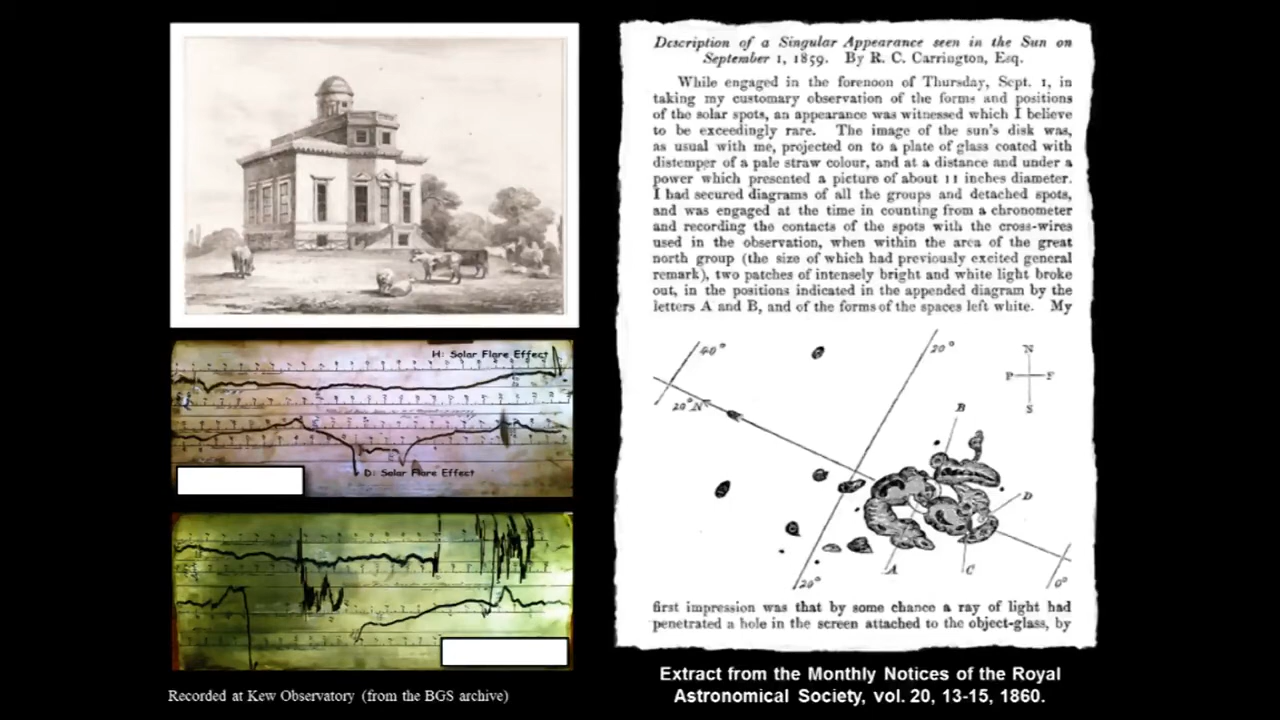 H: Solar Flare Effect
D: Solar Flare Effect
Recorded at Kew Observatory (from the BGS archive)
Description of a Singular Appearance seen in the Sun on
September 1, 1859. By R. C. Carrington, Esq.
While engaged in the forenoon of Thursday, Sept. 1, in
taking my customary observation of the forms and positions
of the solar spots, an appearance was witnessed which I believe
to be exceedingly rare. The image of the sun's disk was,
as usual with me, projected on to a plate of glass coated with
distemper of a pale straw colour, and at a distance and under a
power which presented a picture of about 11 inches diameter.
I had secured diagrams of all the groups and detached spots,
and was engaged at the time in counting from a chronometer
and recording the contacts of the spots with the cross-wires
used in the observation, when within the area of the great
north group (the size of which had previously excited general
remark), two patches of intensely bright and white light broke
out, in the positions indicated in the appended diagram by the
letters A and B, and of the forms of the spaces left white. My
40°
20°
N
P F
S
20° N
B
D
A
C
20°
0°
first impression was that by some chance a ray of light had
penetrated a hole in the screen attached to the object-glass, by
Extract from the Monthly Notices of the Royal
Astronomical Society, vol. 20, 13-15, 1860.